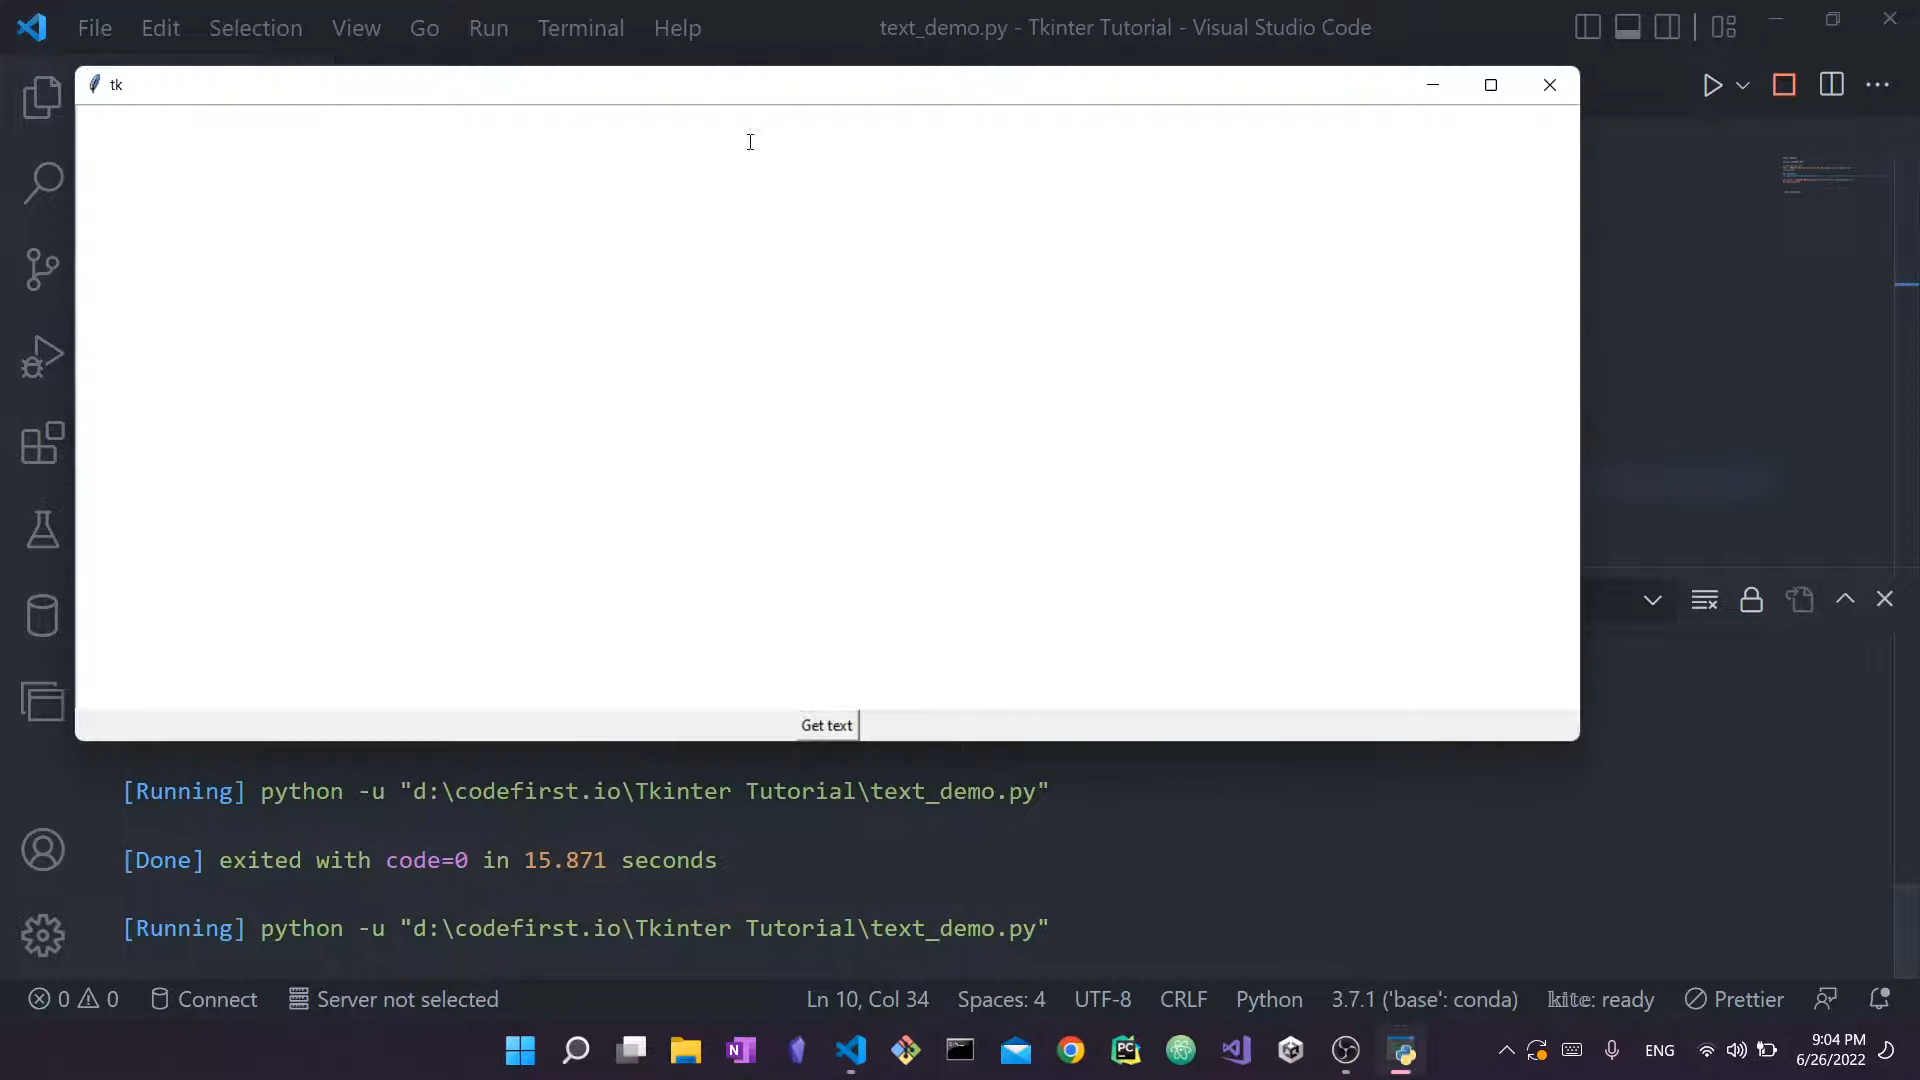 File Edit Selection View Go Run Terminal Help text_demo.py - Tkinter Tutorial - Visual Studio Code
tk
Get text
[Running] python -u "d:\codefirst.io\Tkinter Tutorial\text_demo.py"
[Done] exited with code=0 in 15.871 seconds
[Running] python -u "d:\codefirst.io\Tkinter Tutorial\text_demo.py"
0 0 Connect Server not selected Ln 10, Col 34 Spaces: 4 UTF-8 CRLF Python 3.7.1 ('base': conda) kite: ready Prettier
N PC ENG 9:04 PM
6/26/2022